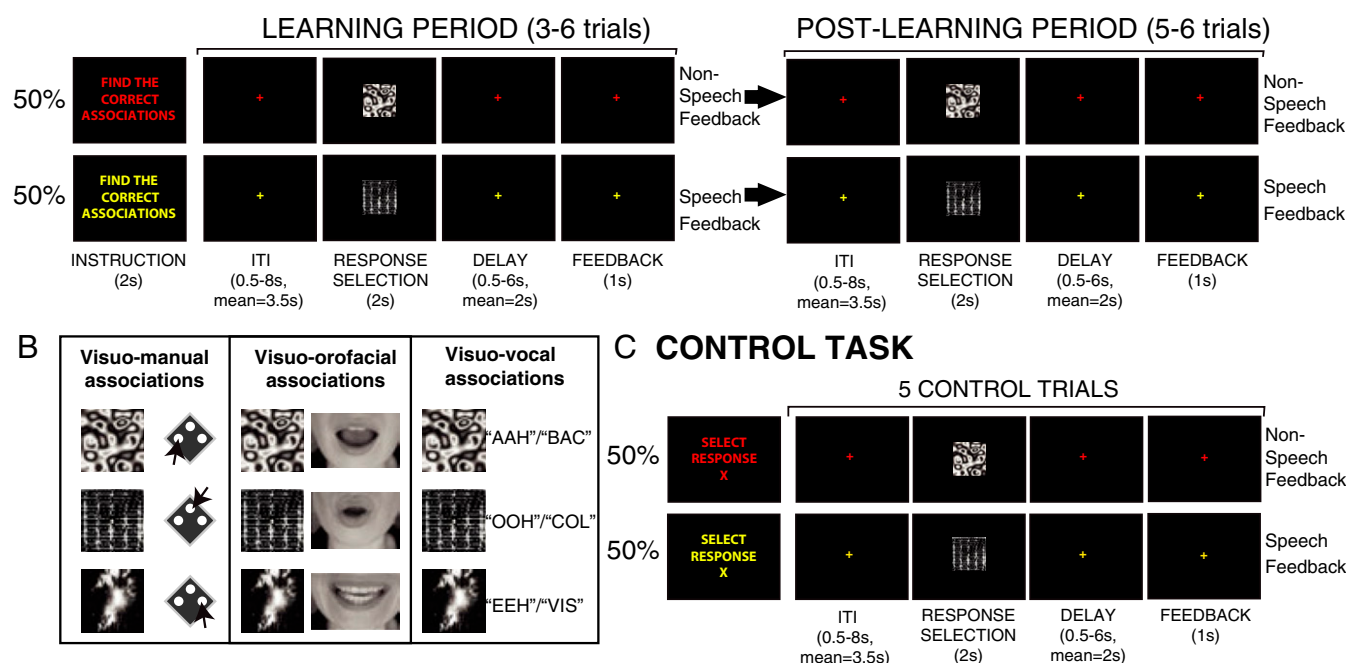 LEARNING PERIOD (3-6 trials)
POST-LEARNING PERIOD (5-6 trials)
50%
FIND THE
CORRECT
ASSOCIATIONS
+
+
+
Non-
Speech
Feedback
+
+
+
Non-
Speech
Feedback
50%
FIND THE
CORRECT
ASSOCIATIONS
+
+
+
Speech
Feedback
+
+
+
Speech
Feedback
INSTRUCTION
(2s)
ITI
(0.5-8s,
mean=3.5s)
RESPONSE
SELECTION
(2s)
DELAY
(0.5-6s,
mean=2s)
FEEDBACK
(1s)
ITI
(0.5-8s,
mean=3.5s)
RESPONSE
SELECTION
(2s)
DELAY
(0.5-6s,
mean=2s)
FEEDBACK
(1s)
B
Visuo-manual
associations
Visuo-orofacial
associations
Visuo-vocal
associations
"AAH"/"BAC"
"OOH"/"COL"
"EEH"/"VIS"
C CONTROL TASK
5 CONTROL TRIALS
50%
SELECT
RESPONSE
X
+
+
+
Non-
Speech
Feedback
50%
SELECT
RESPONSE
X
+
+
+
Speech
Feedback
ITI
(0.5-8s,
mean=3.5s)
RESPONSE
SELECTION
(2s)
DELAY
(0.5-6s,
mean=2s)
FEEDBACK
(1s)